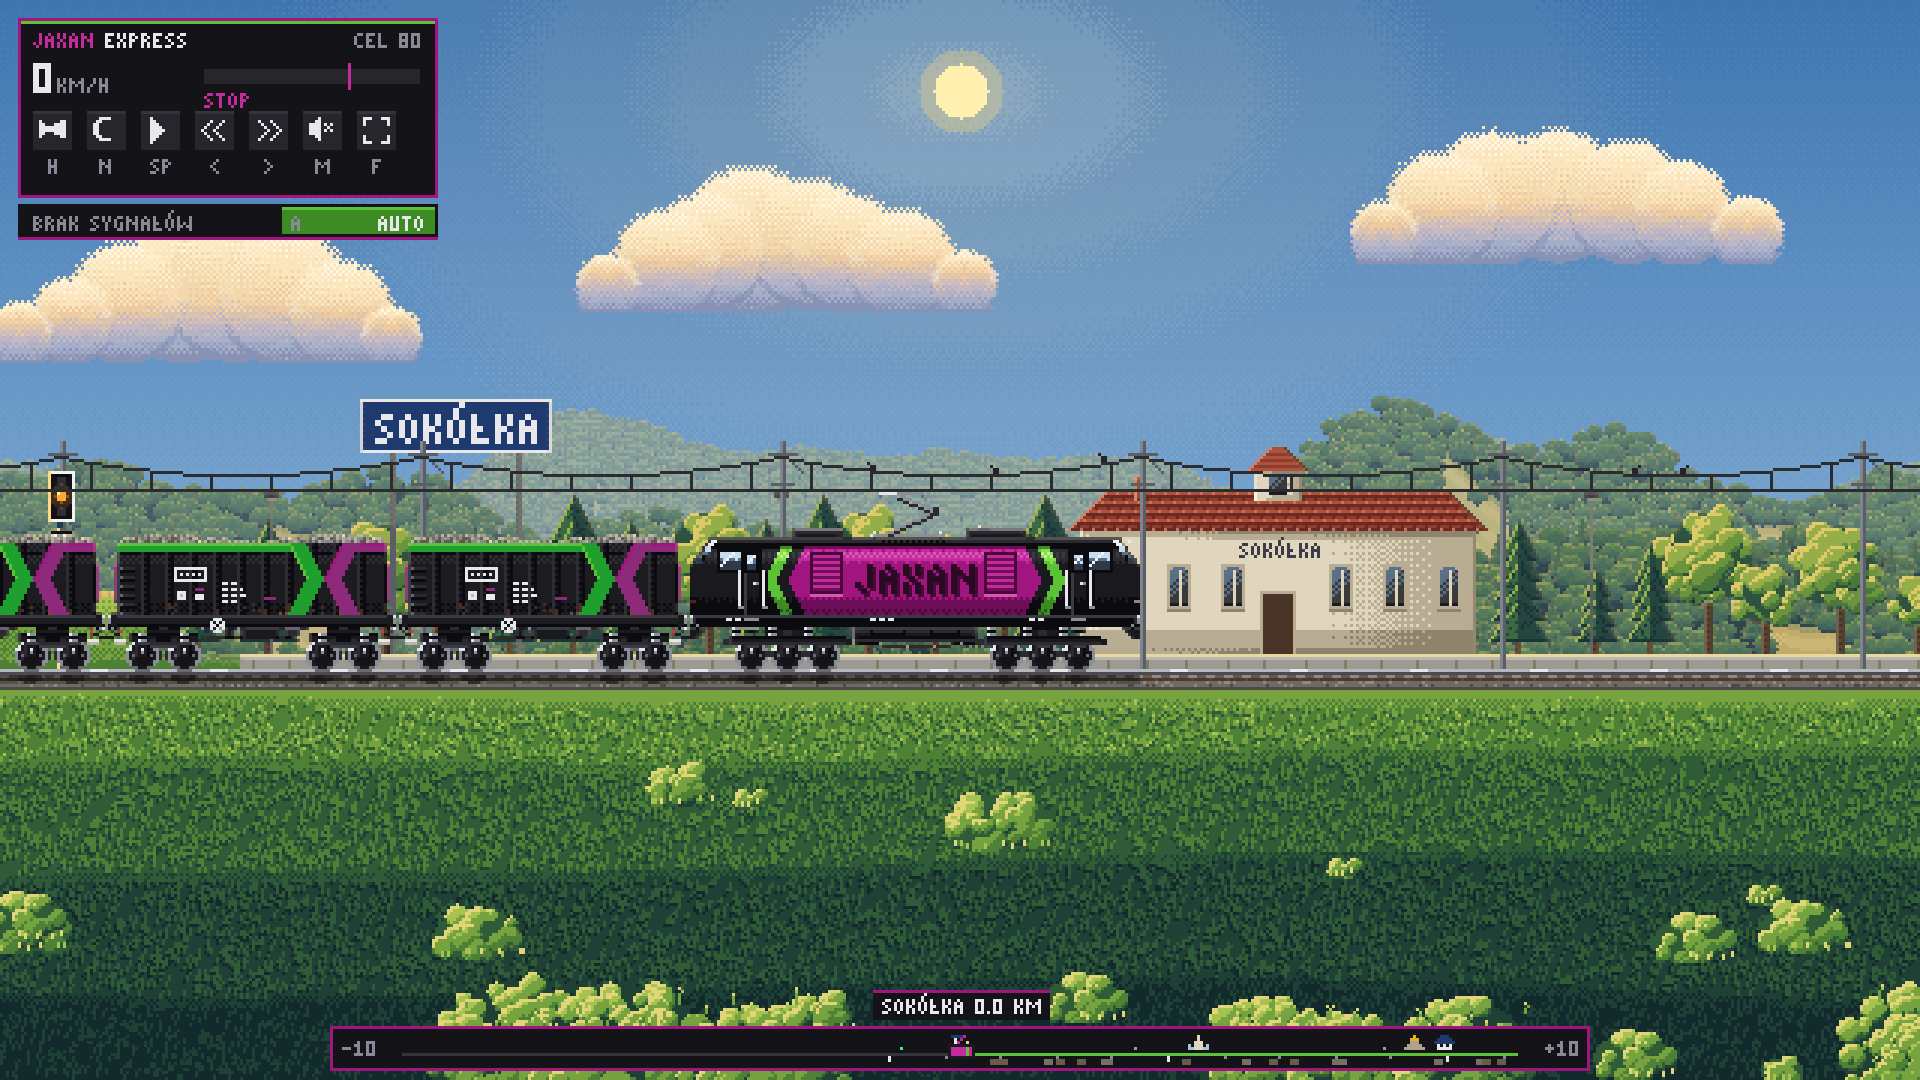 JAXAN EXPRESS CEL 80
0 KM/H
STOP
H N SP < > M F
BRAK SYGNAŁÓW A AUTO
SOKÓŁKA
SOKÓŁKA
JAXAN
SOKÓŁKA 0.0 KM
-10 +10